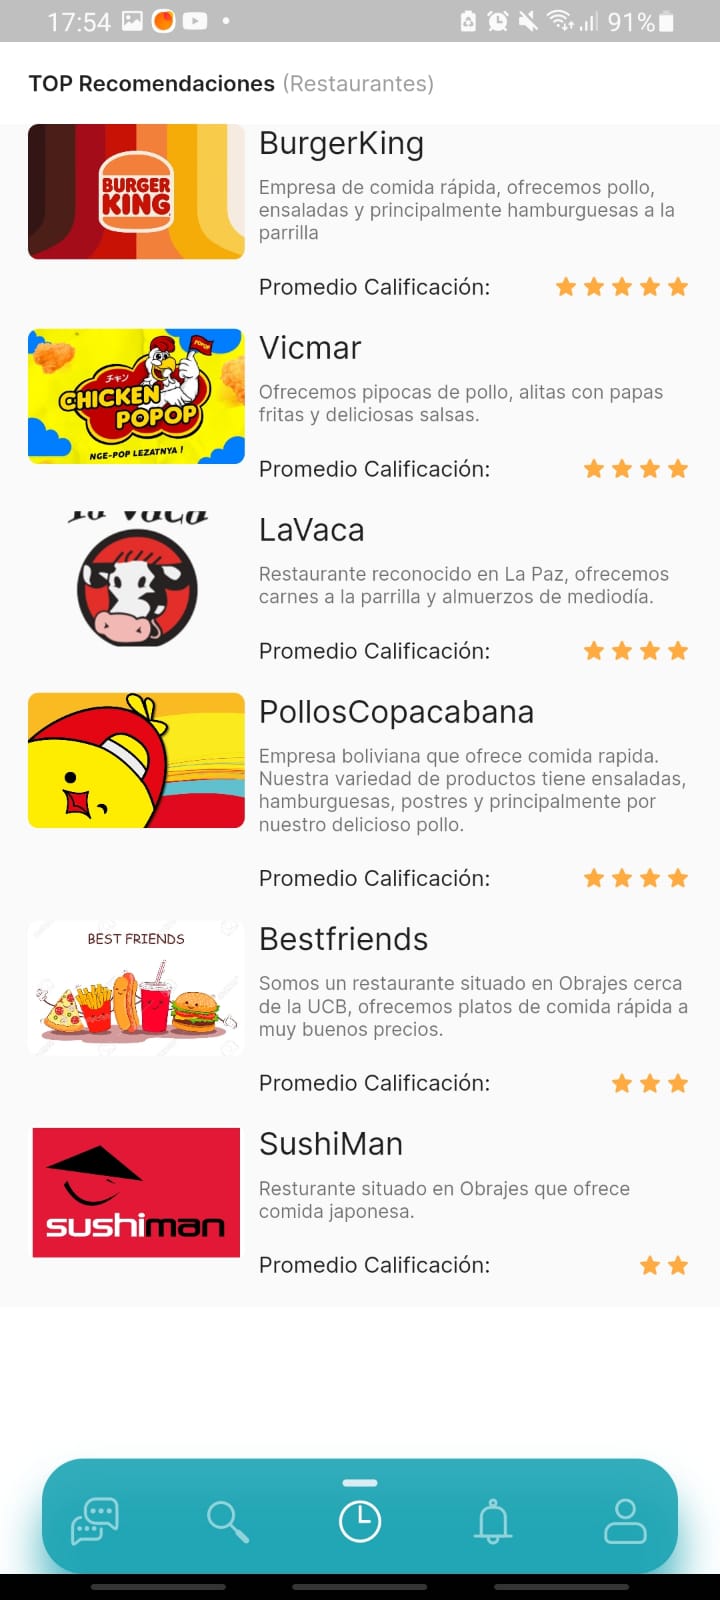 17:54
91%
TOP Recomendaciones (Restaurantes)
BURGER
KING
BurgerKing
Empresa de comida rápida, ofrecemos pollo,
ensaladas y principalmente hamburguesas a la
parrilla
Promedio Calificación:
POPOP
チキン
CHICKEN
POPOP
NGE-POP LEZATNYA !
Vicmar
Ofrecemos pipocas de pollo, alitas con papas
fritas y deliciosas salsas.
Promedio Calificación:
la vaca
LaVaca
Restaurante reconocido en La Paz, ofrecemos
carnes a la parrilla y almuerzos de mediodía.
Promedio Calificación:
PollosCopacabana
Empresa boliviana que ofrece comida rapida.
Nuestra variedad de productos tiene ensaladas,
hamburguesas, postres y principalmente por
nuestro delicioso pollo.
Promedio Calificación:
BEST FRIENDS
Bestfriends
Somos un restaurante situado en Obrajes cerca
de la UCB, ofrecemos platos de comida rápida a
muy buenos precios.
Promedio Calificación:
sushiman
SushiMan
Resturante situado en Obrajes que ofrece
comida japonesa.
Promedio Calificación: